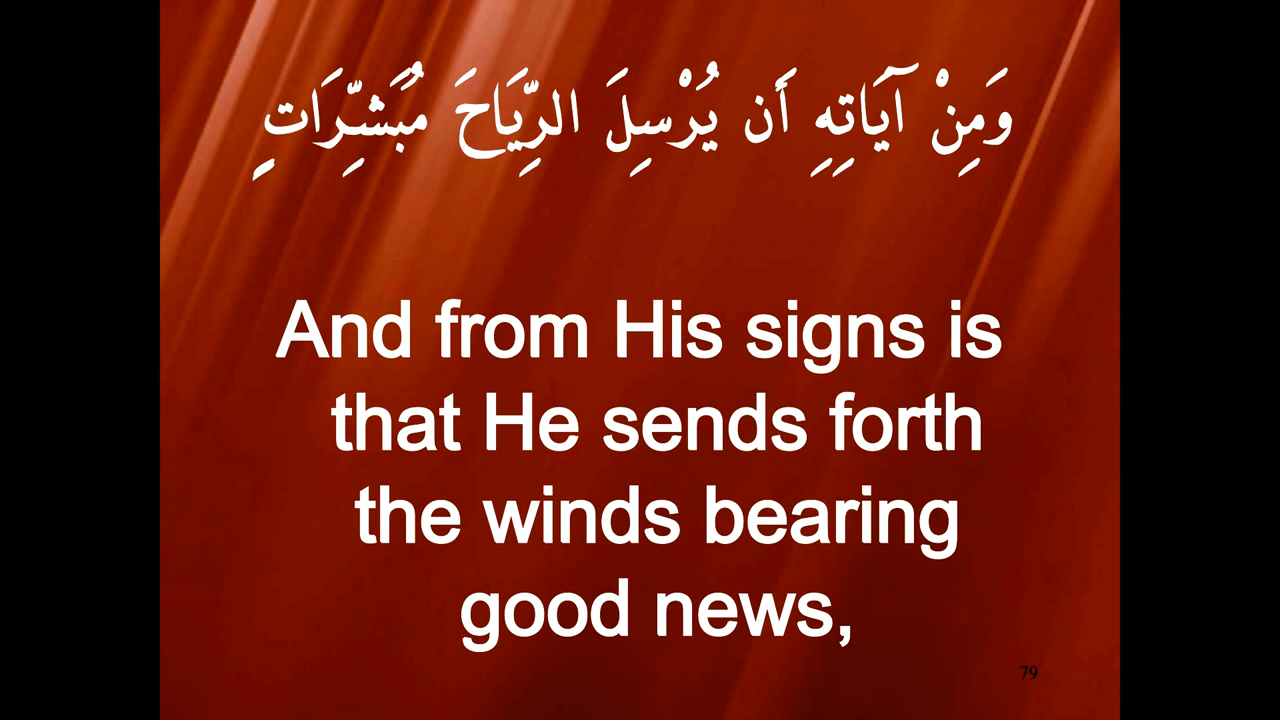 وَمِنْ آيَاتِهِ أَن يُرْسِلَ الرِّيَاحَ مُبَشِّرَاتٍ
And from His signs is
that He sends forth
the winds bearing
good news,
79